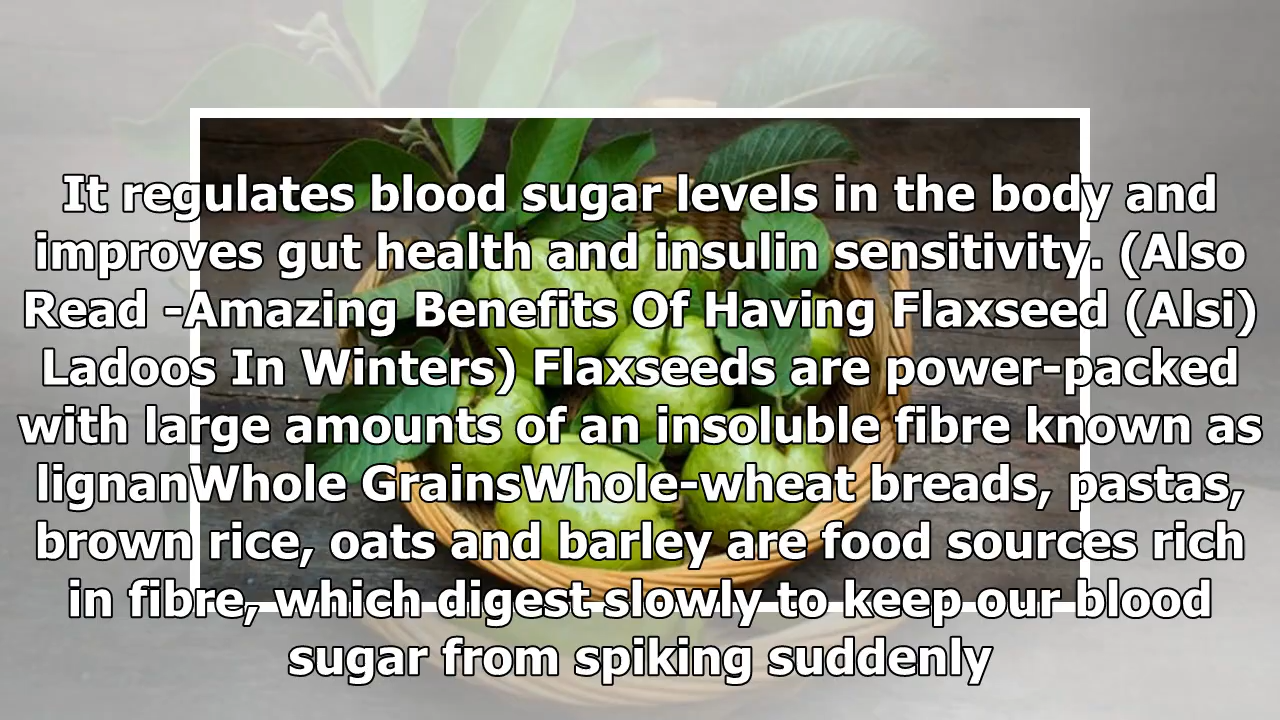 It regulates blood sugar levels in the body and
improves gut health and insulin sensitivity. (Also
Read -Amazing Benefits Of Having Flaxseed (Alsi)
Ladoos In Winters) Flaxseeds are power-packed
with large amounts of an insoluble fibre known as
lignanWhole GrainsWhole-wheat breads, pastas,
brown rice, oats and barley are food sources rich
in fibre, which digest slowly to keep our blood
sugar from spiking suddenly